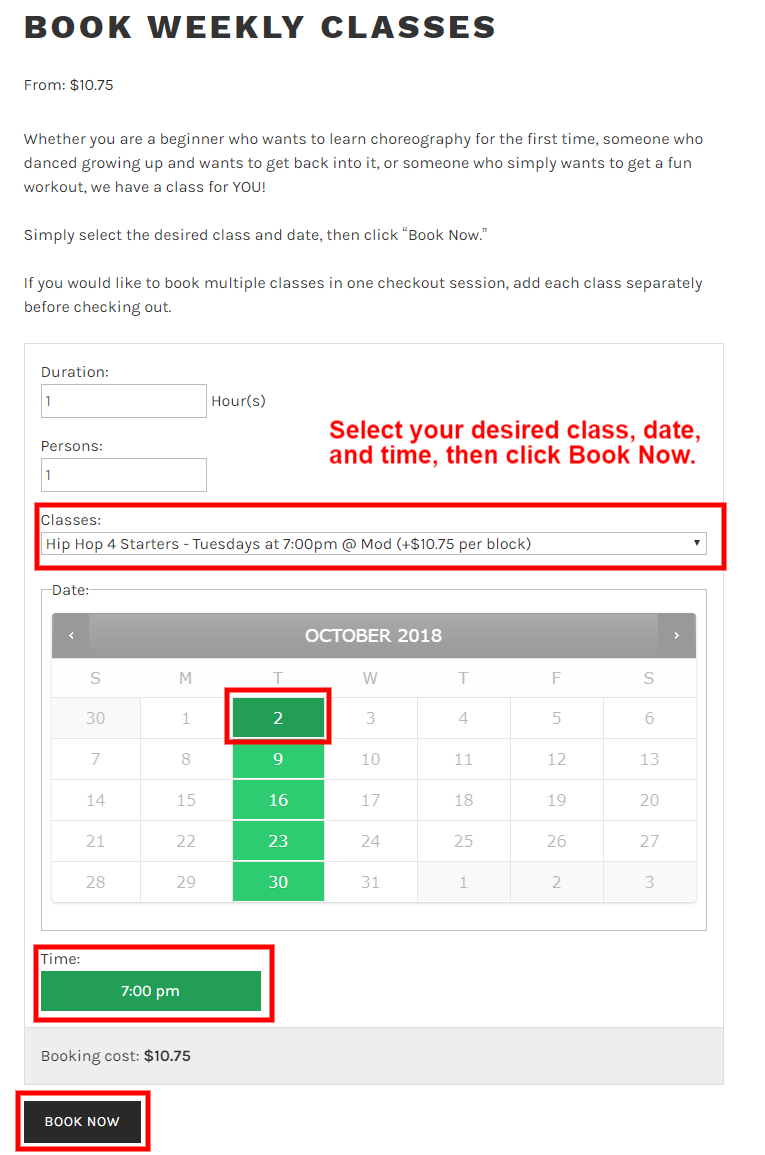 BOOK WEEKLY CLASSES
From: $10.75
Whether you are a beginner who wants to learn choreography for the first time, someone who
danced growing up and wants to get back into it, or someone who simply wants to get a fun
workout, we have a class for YOU!
Simply select the desired class and date, then click “Book Now.”
If you would like to book multiple classes in one checkout session, add each class separately
before checking out.
Duration:
1 Hour(s)
Persons:
1
Select your desired class, date,
and time, then click Book Now.
Classes:
Hip Hop 4 Starters - Tuesdays at 7:00pm @ Mod (+$10.75 per block)
Date:
OCTOBER 2018
S M T W T F S
30 1 2 3 4 5 6
7 8 9 10 11 12 13
14 15 16 17 18 19 20
21 22 23 24 25 26 27
28 29 30 31 1 2 3
Time:
7:00 pm
Booking cost: $10.75
BOOK NOW